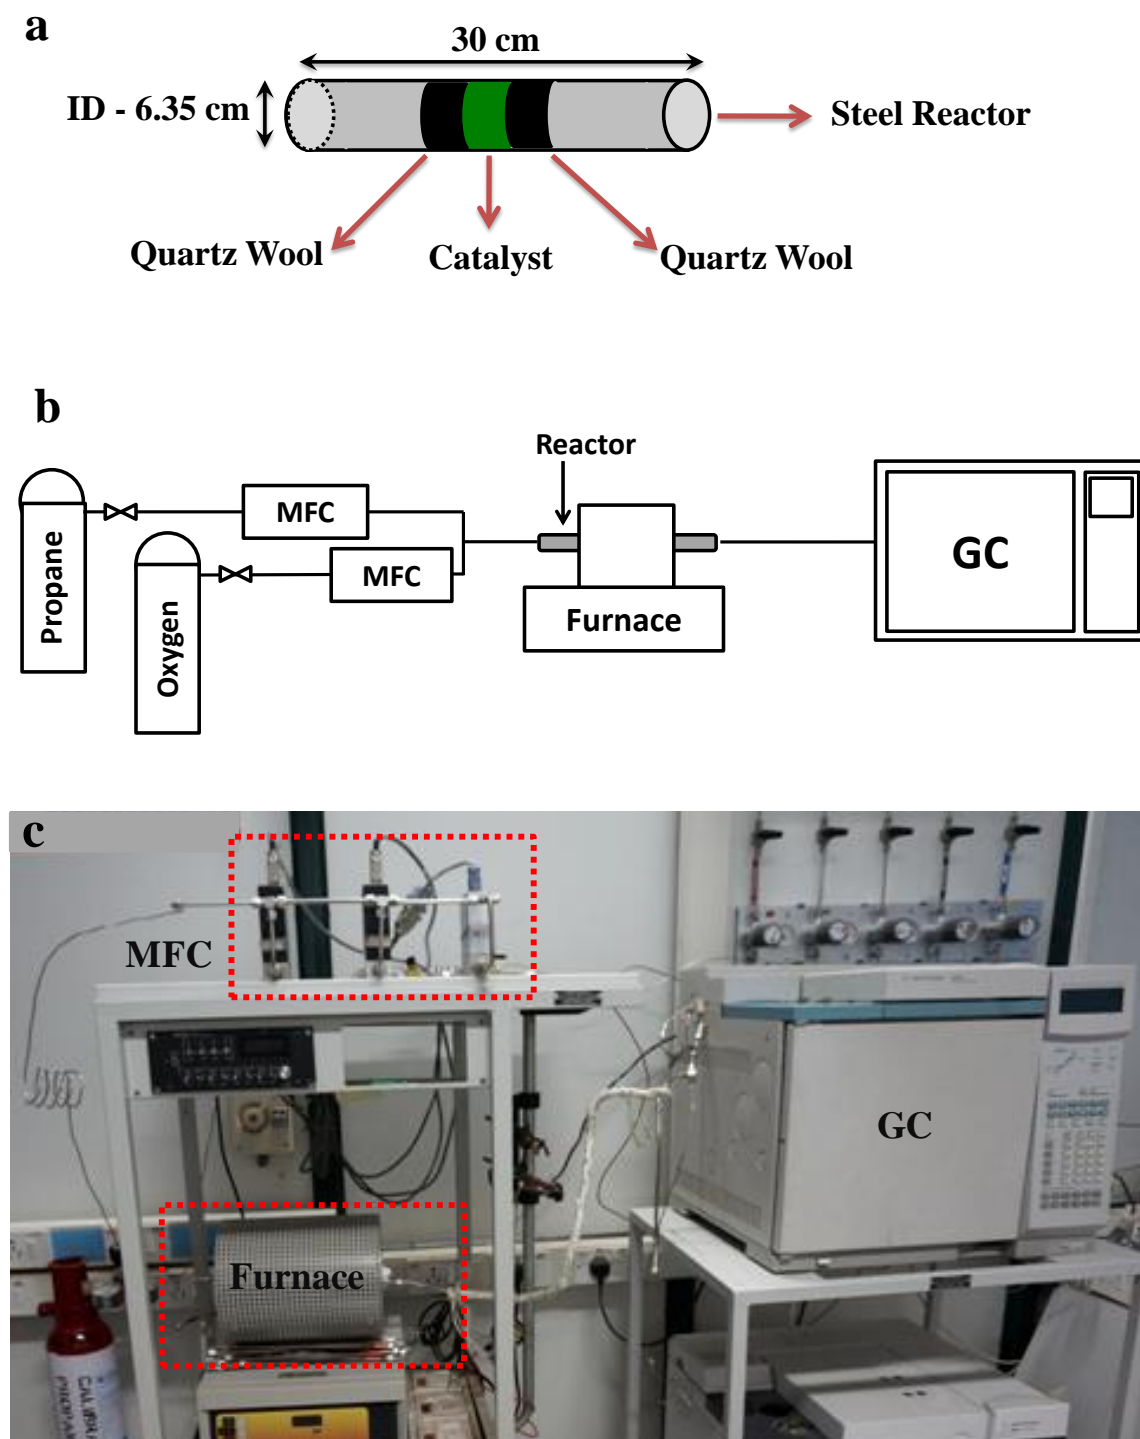 a
30 cm
ID - 6.35 cm
Steel Reactor
Quartz Wool
Catalyst
Quartz Wool
b
Reactor
Propane
MFC
Oxygen
MFC
Furnace
GC
c
MFC
GC
Furnace